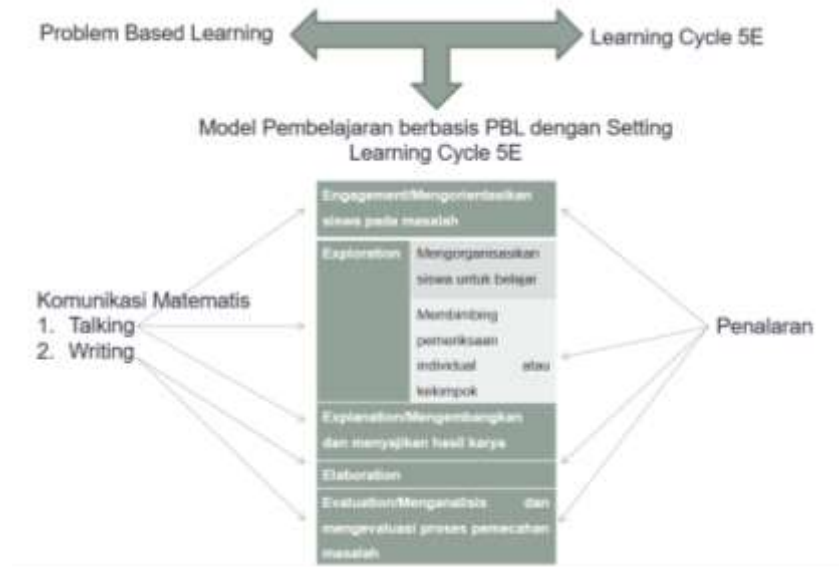 Problem Based Learning
Learning Cycle 5E
Model Pembelajaran berbasis PBL dengan Setting
Learning Cycle 5E
Engagement/Mengorientasikan
siswa pada masalah
Exploration
Mengorganisasikan
siswa untuk belajar
Membimbing
pemeriksaan
individual atau
kelompok
Explanation/Mengembangkan
dan menyajikan hasil karya
Elaboration
Evaluation/Menganalisis dan
mengevaluasi proses pemecahan
masalah
Komunikasi Matematis
1. Talking
2. Writing
Penalaran